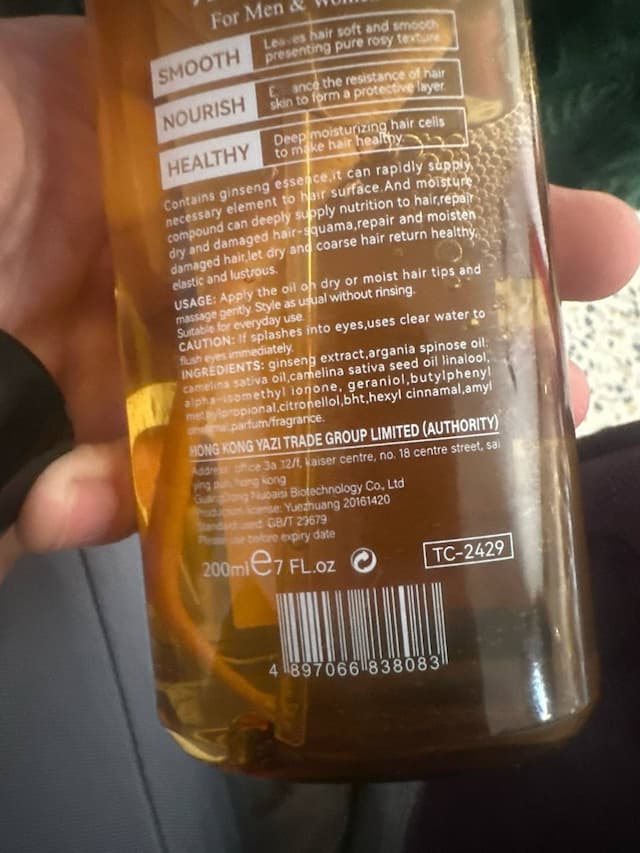 For Men &
SMOOTH
Leaves hair soft and smooth
presenting pure rosy texture
NOURISH
ance the resistance of hair
skin to form a protective layer.
HEALTHY
Deep moisturizing hair cells
to make hair healthy.
Contains ginseng essence,it can rapidly supply
necessary element to hair surface.And moisture
compound can deeply supply nutrition to hair,repair
dry and damaged hair-squama,repair and moisten
damaged hair,let dry and coarse hair return healthy,
elastic and lustrous.
USAGE: Apply the oil on dry or moist hair tips and
massage gently. Style as usual without rinsing.
Suitable for everyday use.
CAUTION: If splashes into eyes,uses clear water to
flush eyes immediately.
INGREDIENTS: ginseng extract,argania spinose oil.
camelina sativa oil,camelina sativa seed oil linalool,
alpha-isomethyl ionone, geraniol,butylphenyl
methylpropional,citronellol,bht,hexyl cinnamal,amyl
parfum/fragrance.
HONG KONG YAZI TRADE GROUP LIMITED (AUTHORITY)
Address: office 3a 12/f, kaiser centre, no. 18 centre street, sai
ying pun, hong kong
GuangDong Nuobaisi Biotechnology Co., Ltd
Production license: Yuezhuang 20161420
Standard used: GB/T 29679
Please use before expiry date
200ml e 7 FL.oz
TC-2429
4 897066 838083